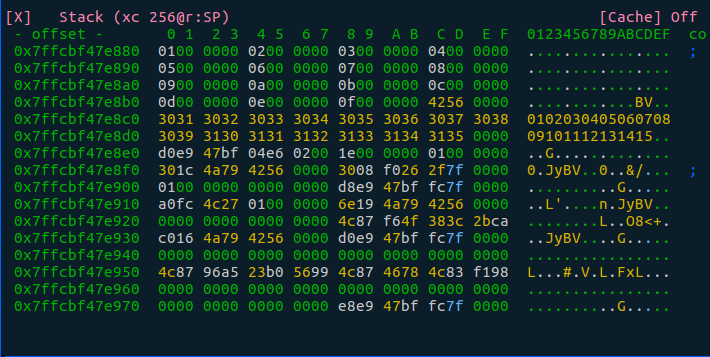 [X]   Stack (xc 256@r:SP)                                            [Cache] Off
 - offset -       0 1  2 3  4 5  6 7  8 9  A B  C D  E F  0123456789ABCDEF  co
 0x7ffcbf47e880  0100 0000 0200 0000 0300 0000 0400 0000  ................  ;
 0x7ffcbf47e890  0500 0000 0600 0000 0700 0000 0800 0000  ................
 0x7ffcbf47e8a0  0900 0000 0a00 0000 0b00 0000 0c00 0000  ................
 0x7ffcbf47e8b0  0d00 0000 0e00 0000 0f00 0000 4256 0000  ............BV..
 0x7ffcbf47e8c0  3031 3032 3033 3034 3035 3036 3037 3038  0102030405060708
 0x7ffcbf47e8d0  3039 3130 3131 3132 3133 3134 3135 0000  09101112131415..
 0x7ffcbf47e8e0  d0e9 47bf 04e6 0200 1e00 0000 0100 0000  ..G.............
 0x7ffcbf47e8f0  301c 4a79 4256 0000 3008 f026 2f7f 0000  0.JyBV..0..&/...  ;
 0x7ffcbf47e900  0100 0000 0000 0000 d8e9 47bf fc7f 0000  ..........G.....
 0x7ffcbf47e910  a0fc 4c27 0100 0000 6e19 4a79 4256 0000  ..L'....n.JyBV..
 0x7ffcbf47e920  0000 0000 0000 0000 4c87 f64f 383c 2bca  ........L..O8<+.
 0x7ffcbf47e930  c016 4a79 4256 0000 d0e9 47bf fc7f 0000  ..JyBV....G.....
 0x7ffcbf47e940  0000 0000 0000 0000 0000 0000 0000 0000  ................
 0x7ffcbf47e950  4c87 96a5 23b0 5699 4c87 4678 4c83 f198  L...#.V.L.FxL...
 0x7ffcbf47e960  0000 0000 0000 0000 0000 0000 0000 0000  ................
 0x7ffcbf47e970  0000 0000 0000 0000 e8e9 47bf fc7f 0000  ..........G.....